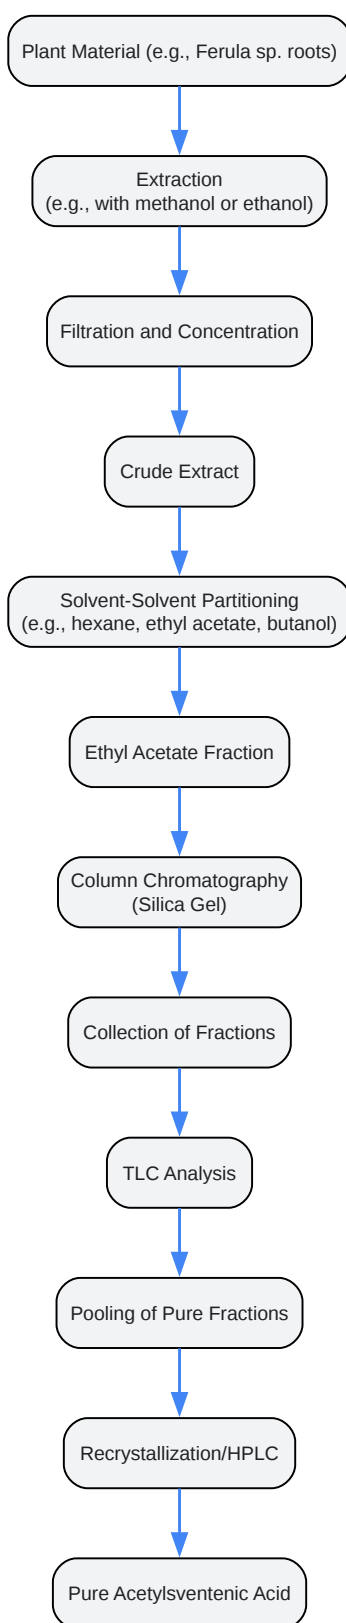 Plant Material (e.g., Ferula sp. roots)
Extraction
(e.g., with methanol or ethanol)
Filtration and Concentration
Crude Extract
Solvent-Solvent Partitioning
(e.g., hexane, ethyl acetate, butanol)
Ethyl Acetate Fraction
Column Chromatography
(Silica Gel)
Collection of Fractions
TLC Analysis
Pooling of Pure Fractions
Recrystallization/HPLC
Pure Acetylsventenic Acid